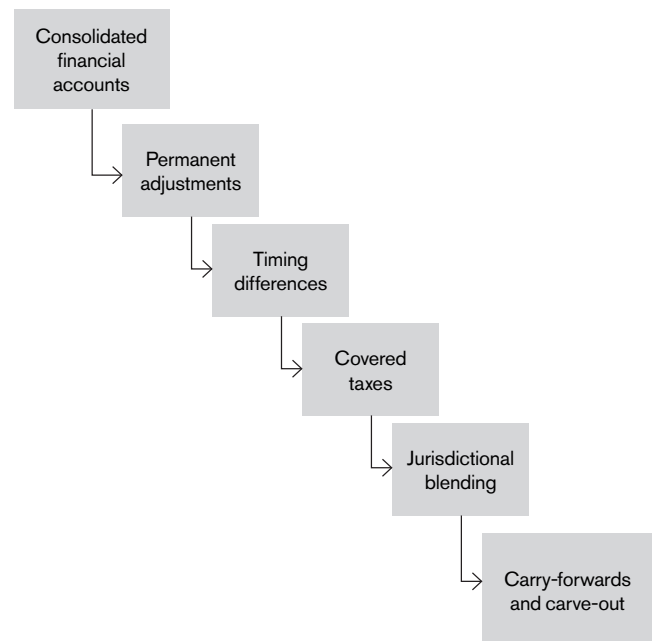 Consolidated
financial
accounts
Permanent
adjustments
Timing
differences
Covered
taxes
Jurisdictional
blending
Carry-forwards
and carve-out